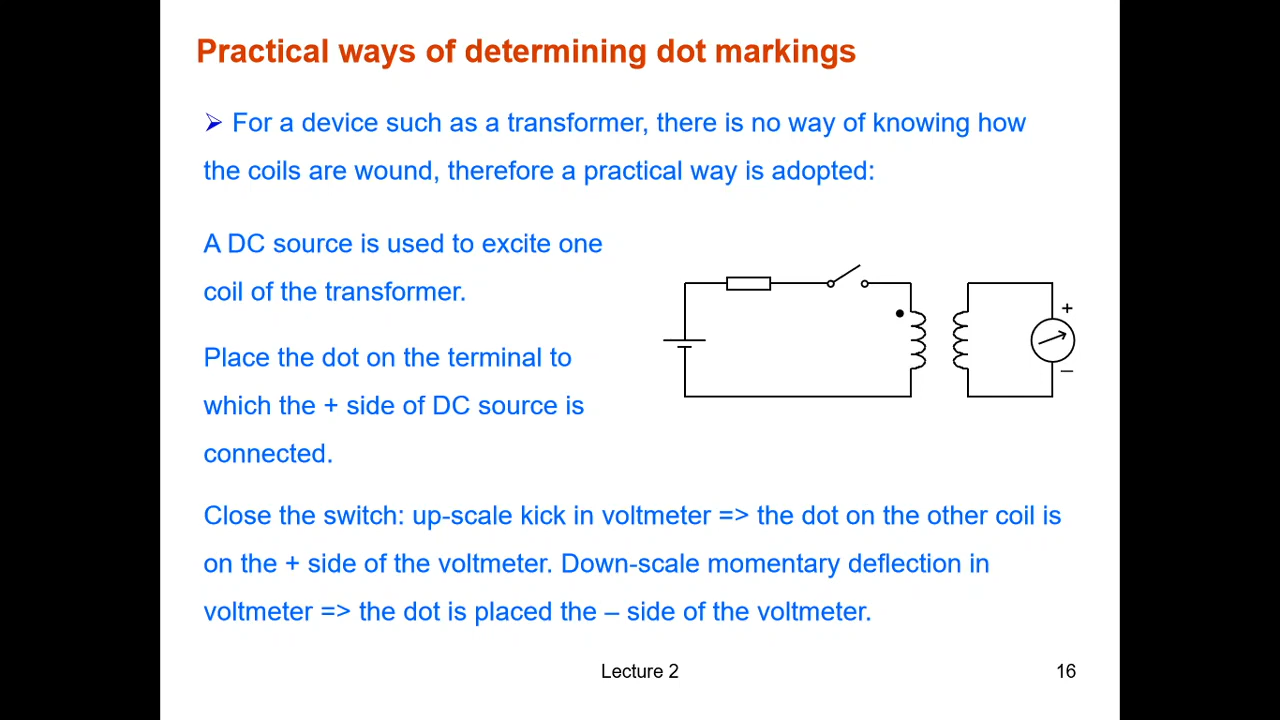 Practical ways of determining dot markings
➢ For a device such as a transformer, there is no way of knowing how
the coils are wound, therefore a practical way is adopted:
A DC source is used to excite one
coil of the transformer.
Place the dot on the terminal to
which the + side of DC source is
connected.
+
–
Close the switch: up-scale kick in voltmeter => the dot on the other coil is
on the + side of the voltmeter. Down-scale momentary deflection in
voltmeter => the dot is placed the – side of the voltmeter.
Lecture 2
16